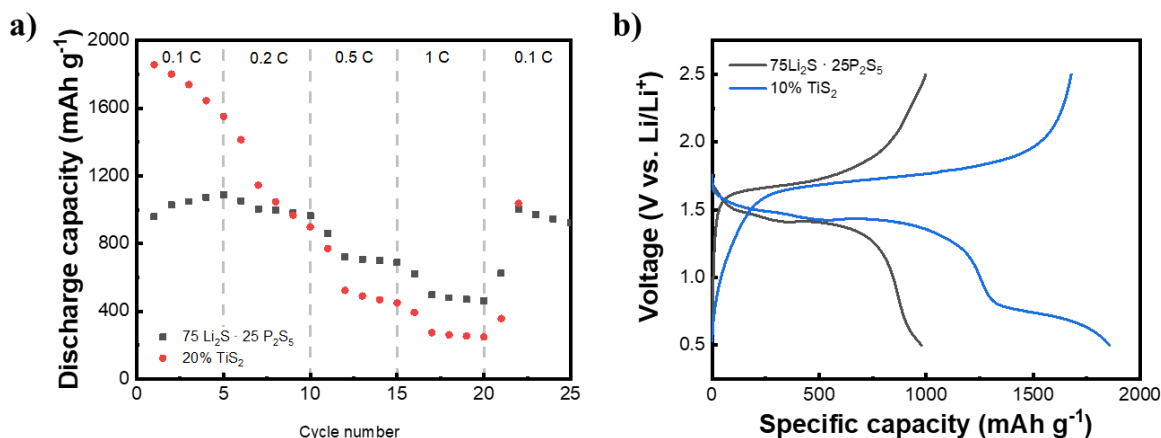 a)
Discharge capacity (mAh g⁻¹)
2000
1600
1200
800
400
0
0.1 C 0.2 C 0.5 C 1 C 0.1 C
75 Li₂S · 25 P₂S₅
20% TiS₂
0 5 10 15 20 25
Cycle number
b)
Voltage (V vs. Li/Li⁺)
2.5
2.0
1.5
1.0
0.5
75Li₂S · 25P₂S₅
10% TiS₂
0 500 1000 1500 2000
Specific capacity (mAh g⁻¹)